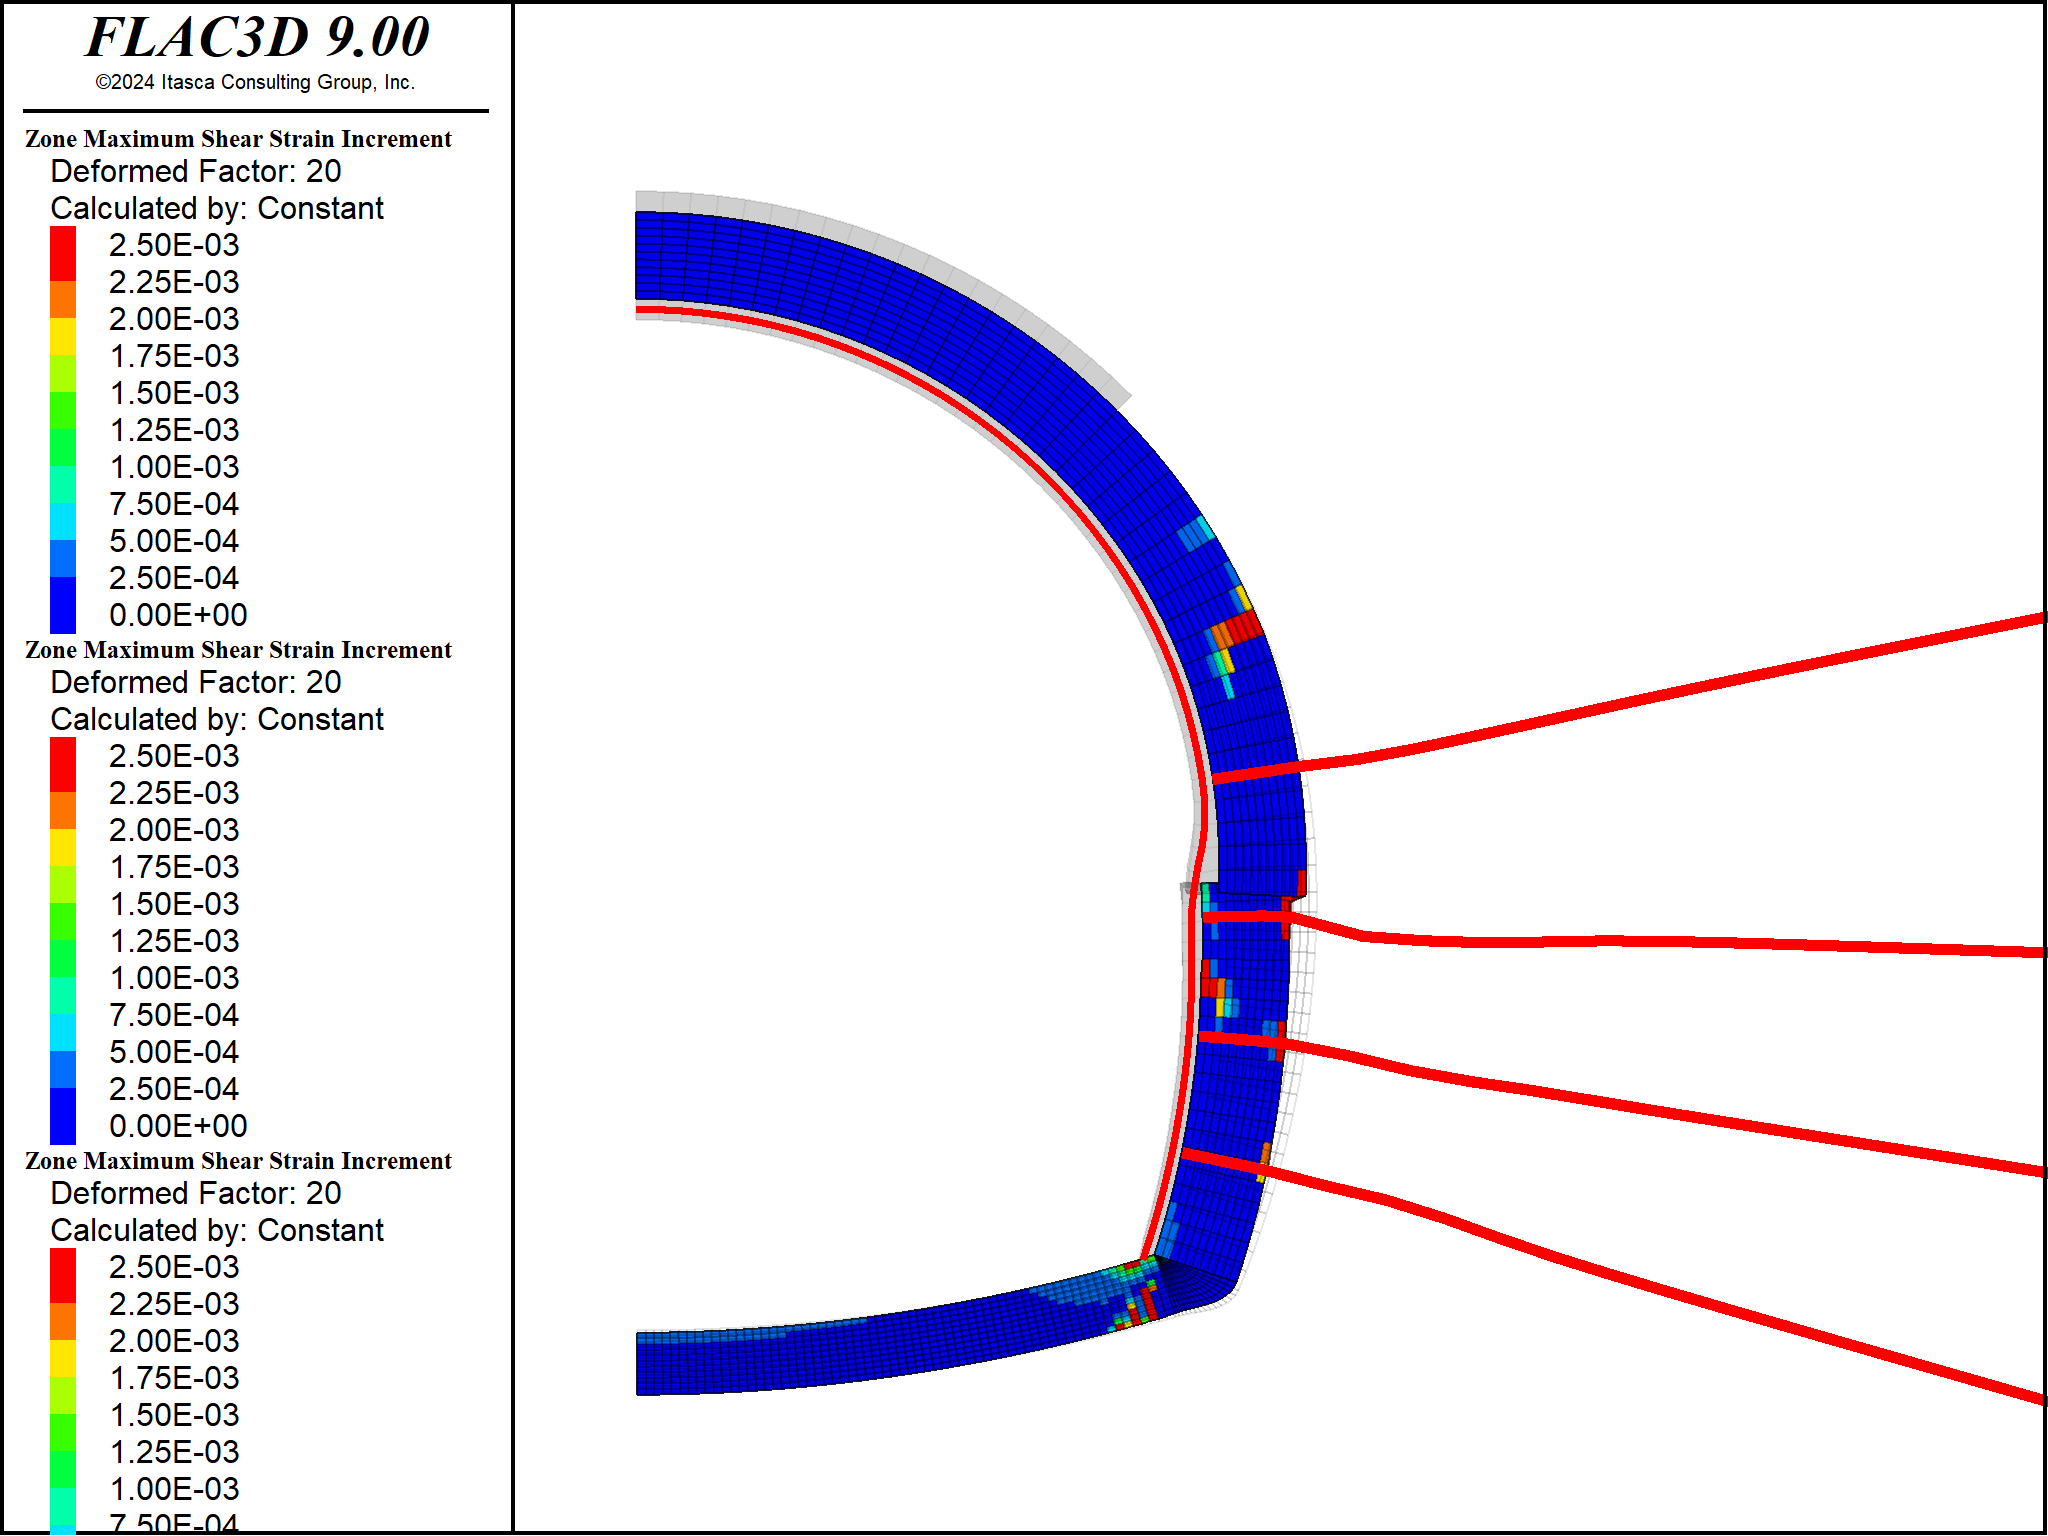 FLAC3D 9.00
©2024 Itasca Consulting Group, Inc.
Zone Maximum Shear Strain Increment
Deformed Factor: 20
Calculated by: Constant
2.50E-03
2.25E-03
2.00E-03
1.75E-03
1.50E-03
1.25E-03
1.00E-03
7.50E-04
5.00E-04
2.50E-04
0.00E+00
Zone Maximum Shear Strain Increment
Deformed Factor: 20
Calculated by: Constant
2.50E-03
2.25E-03
2.00E-03
1.75E-03
1.50E-03
1.25E-03
1.00E-03
7.50E-04
5.00E-04
2.50E-04
0.00E+00
Zone Maximum Shear Strain Increment
Deformed Factor: 20
Calculated by: Constant
2.50E-03
2.25E-03
2.00E-03
1.75E-03
1.50E-03
1.25E-03
1.00E-03
7.50E-04